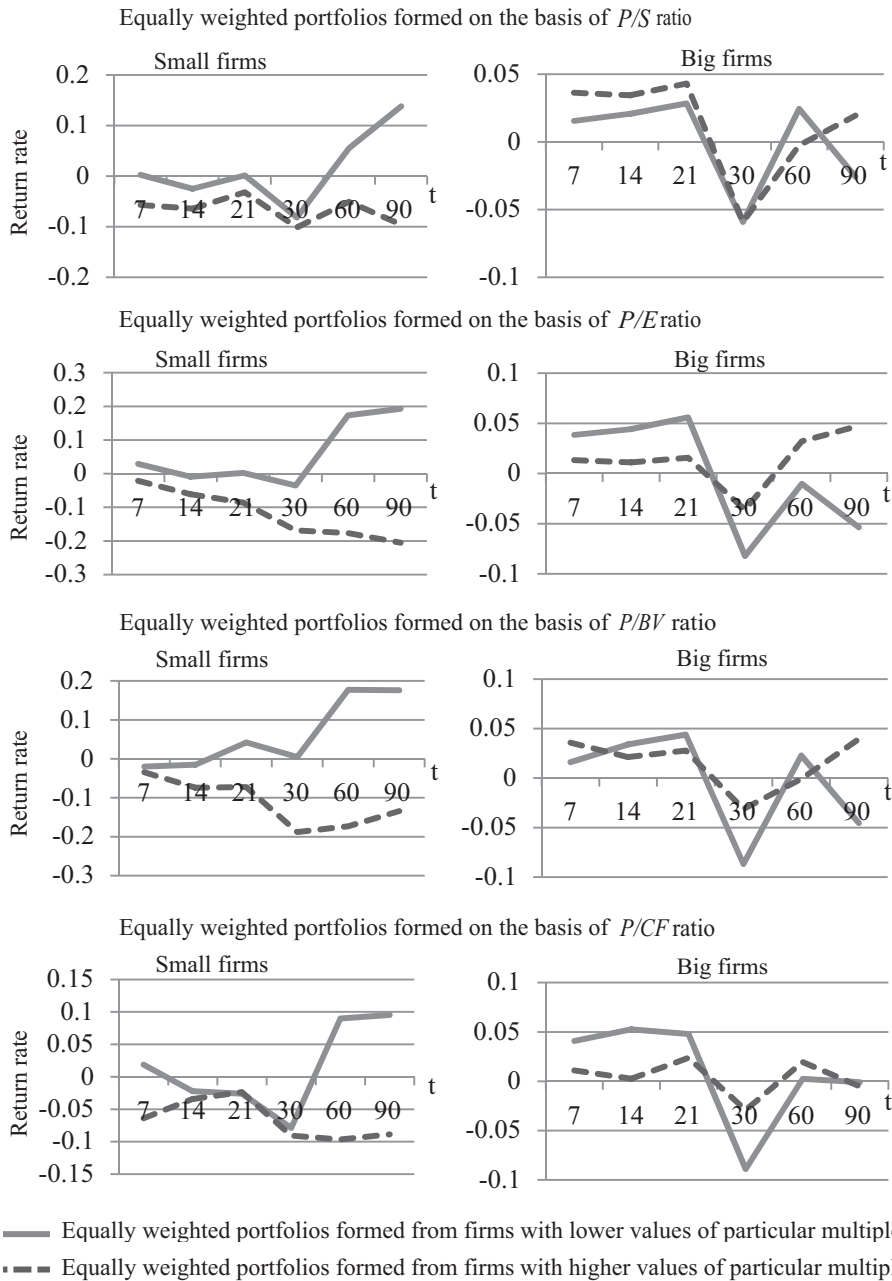 Equally weighted portfolios formed on the basis of P/S ratio
Small firms
Big firms
Return rate
0.2
0.1
0
-0.1
-0.2
7 14 21 30 60 90 t
0.05
0
-0.05
-0.1
7 14 21 30 60 90
Equally weighted portfolios formed on the basis of P/E ratio
Small firms
Big firms
Return rate
0.3
0.2
0.1
0
-0.1
-0.2
-0.3
7 14 21 30 60 90 t
0.1
0.05
0
-0.05
-0.1
7 14 21 30 60 90 t
Equally weighted portfolios formed on the basis of P/BV ratio
Small firms
Big firms
Return rate
0.2
0.1
0
-0.1
-0.2
-0.3
7 14 21 30 60 90 t
0.1
0.05
0
-0.05
-0.1
7 14 21 30 60 90 t
Equally weighted portfolios formed on the basis of P/CF ratio
Small firms
Big firms
Return rate
0.15
0.1
0.05
0
-0.05
-0.1
-0.15
7 14 21 30 60 90 t
0.1
0.05
0
-0.05
-0.1
7 14 21 30 60 90 t
Equally weighted portfolios formed from firms with lower values of particular multipl
Equally weighted portfolios formed from firms with higher values of particular multip